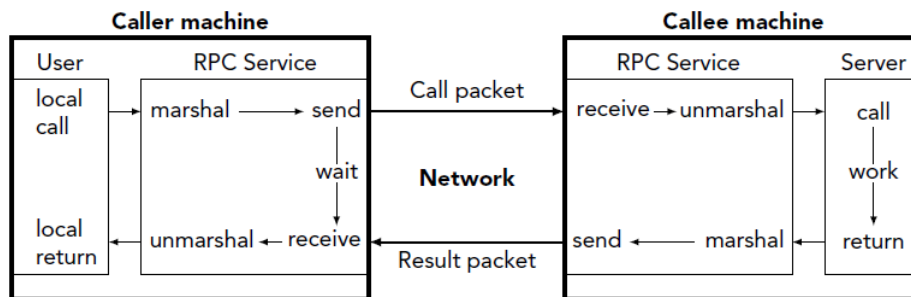 Caller machine
Callee machine
User
RPC Service
RPC Service
Server
local
call
marshal
send
Call packet
receive
unmarshal
call
wait
Network
work
local
return
unmarshal
receive
Result packet
send
marshal
return